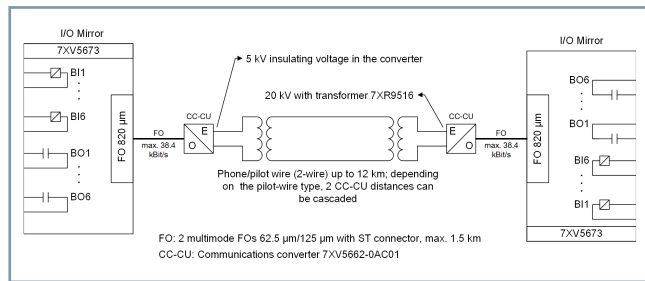 I/O Mirror
7XV5673
BI1
BI6
BO1
BO6
FO 820 µm
FO
max. 38.4
kBit/s
CC-CU
E
O
5 kV insulating voltage in the converter
20 kV with transformer 7XR9516
Phone/pilot wire (2-wire) up to 12 km; depending
on the pilot-wire type, 2 CC-CU distances can
be cascaded
CC-CU
E
O
FO
max. 38.4
kBit/s
I/O Mirror
FO 820 µm
BO6
BO1
BI6
BI1
7XV5673
FO: 2 multimode FOs 62.5 µm/125 µm with ST connector, max. 1.5 km
CC-CU: Communications converter 7XV5662-0AC01